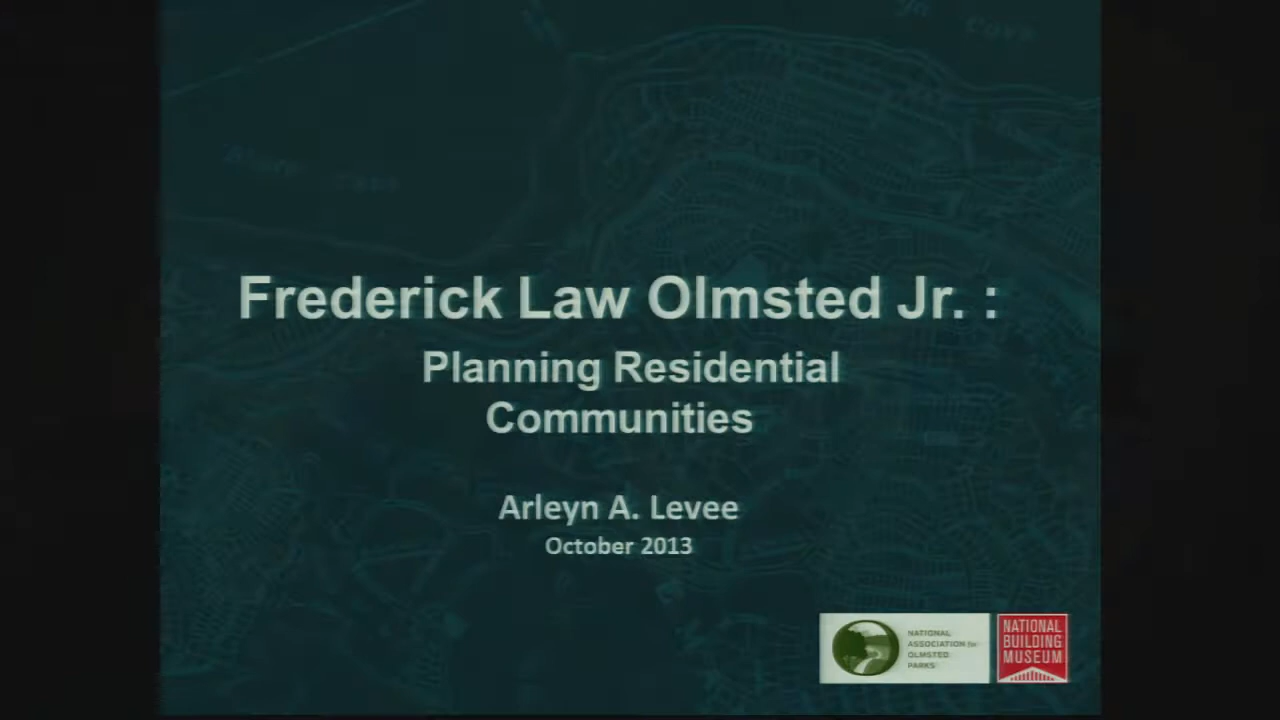 Frederick Law Olmsted Jr. :
Planning Residential
Communities
Arleyn A. Levee
October 2013
NATIONAL
ASSOCIATION for
OLMSTED
PARKS
NATIONAL
BUILDING
MUSEUM